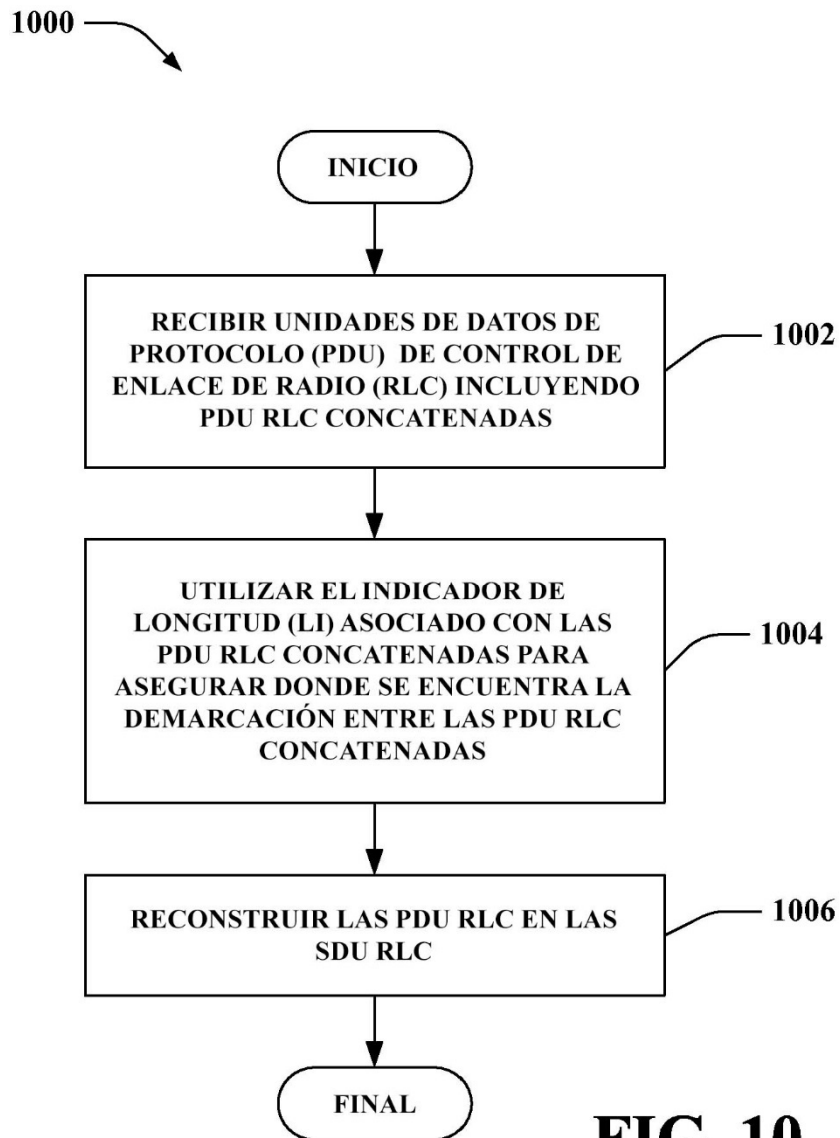 1000
INICIO
RECIBIR UNIDADES DE DATOS DE
PROTOCOLO (PDU) DE CONTROL DE
ENLACE DE RADIO (RLC) INCLUYENDO
PDU RLC CONCATENADAS
1002
UTILIZAR EL INDICADOR DE
LONGITUD (LI) ASOCIADO CON LAS
PDU RLC CONCATENADAS PARA
ASEGURAR DONDE SE ENCUENTRA LA
DEMARCACIÓN ENTRE LAS PDU RLC
CONCATENADAS
1004
RECONSTRUIR LAS PDU RLC EN LAS
SDU RLC
1006
FINAL
FIG. 10